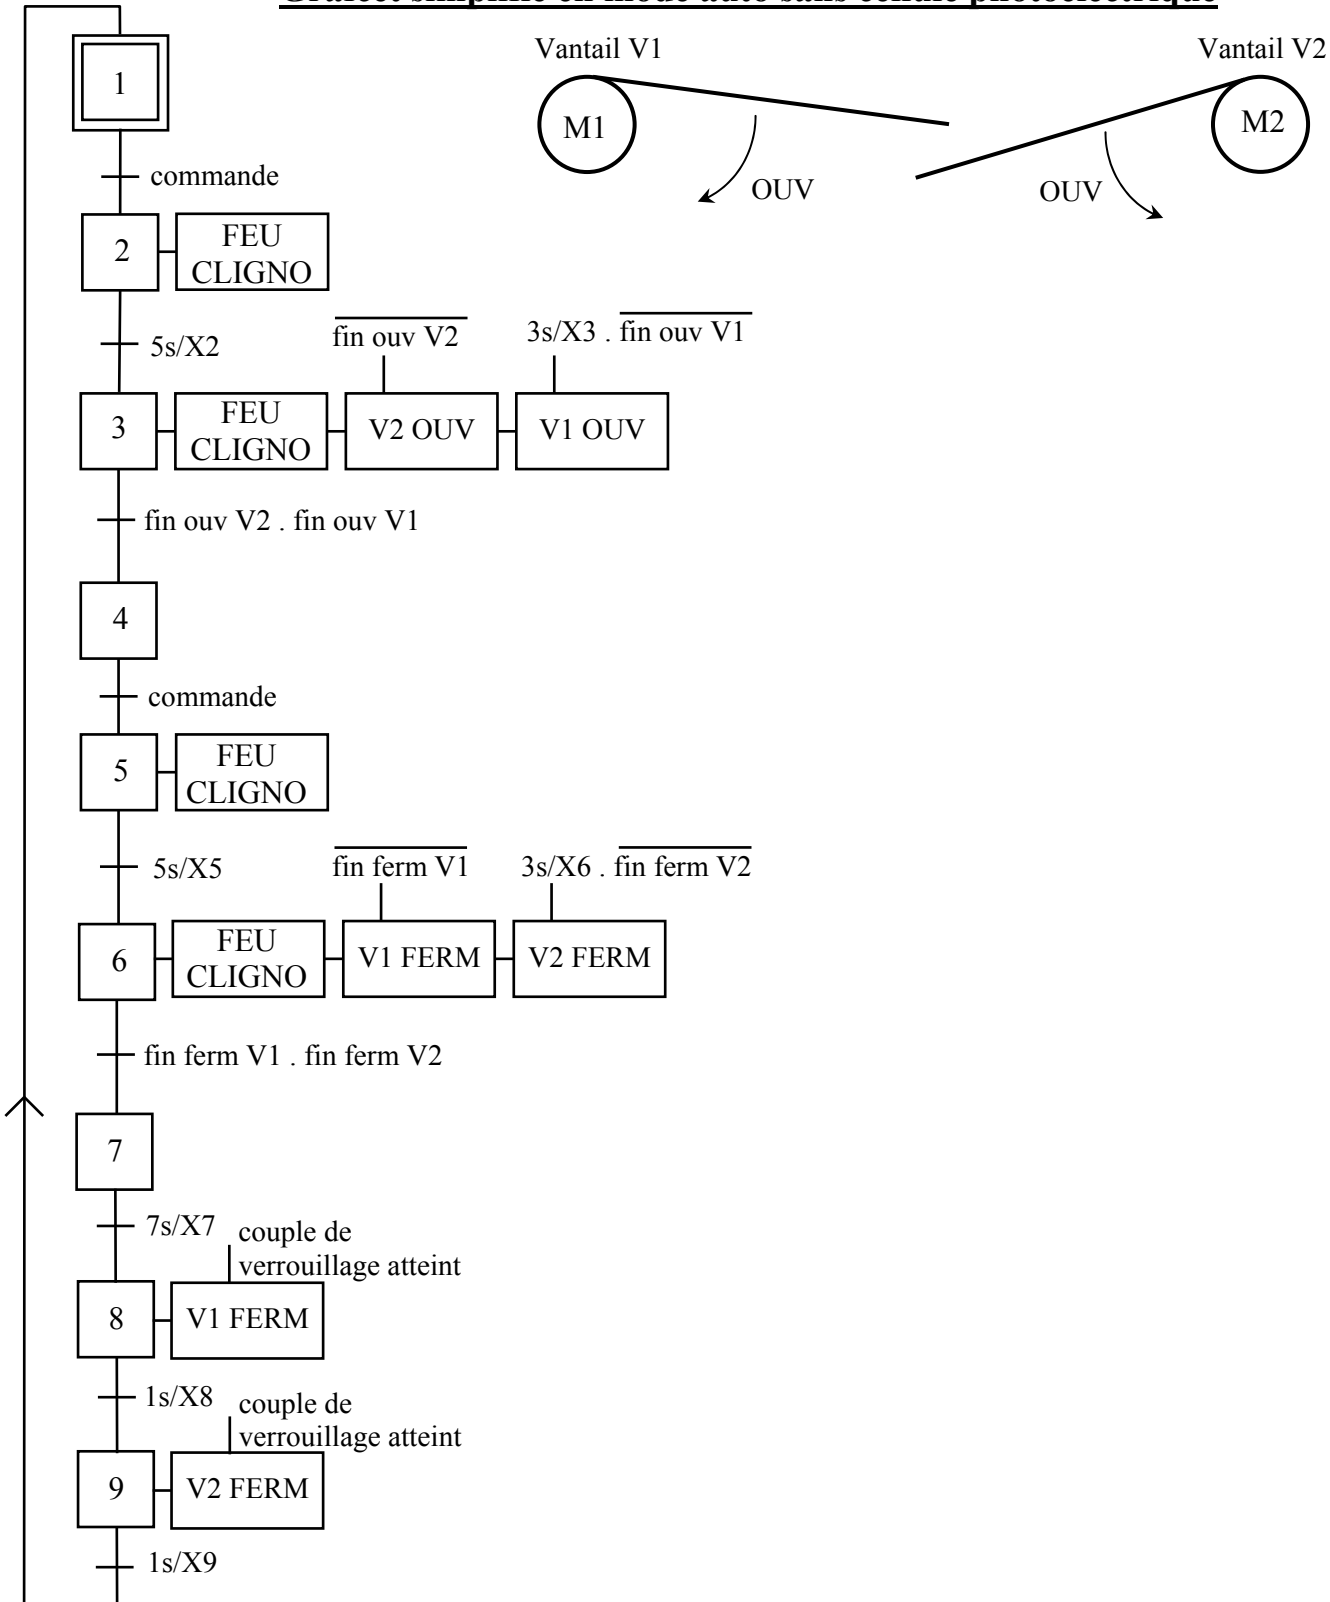 Grafcet simplifié en mode auto sans cellule photoélectrique
Vantail V1
Vantail V2
1
M1
M2
commande
OUV
OUV
2
FEU
CLIGNO
5s/X2
fin ouv V2
3s/X3 . fin ouv V1
3
FEU
CLIGNO
V2 OUV
V1 OUV
fin ouv V2 . fin ouv V1
4
commande
5
FEU
CLIGNO
5s/X5
fin ferm V1
3s/X6 . fin ferm V2
6
FEU
CLIGNO
V1 FERM
V2 FERM
fin ferm V1 . fin ferm V2
7
7s/X7
couple de
verrouillage atteint
8
V1 FERM
1s/X8
couple de
verrouillage atteint
9
V2 FERM
1s/X9